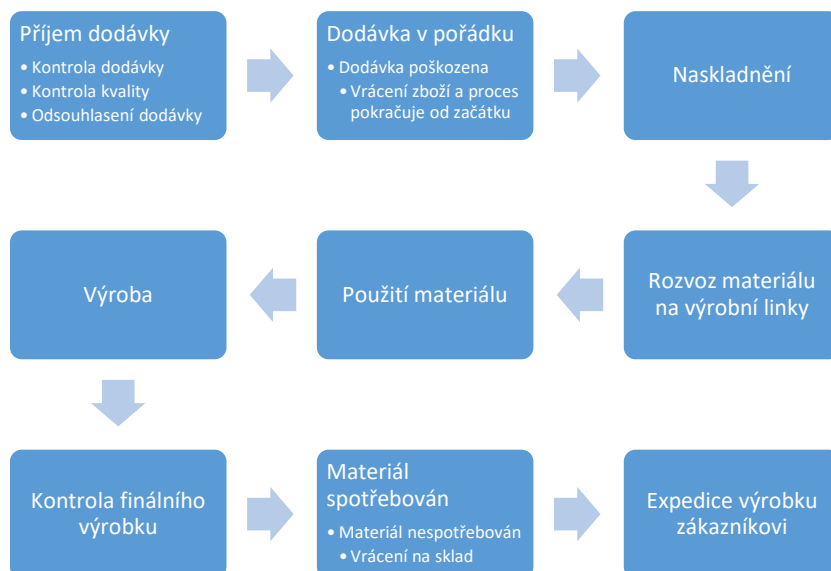 Příjem dodávky
• Kontrola dodávky
• Kontrola kvality
• Odsouhlasení dodávky
Dodávka v pořádku
• Dodávka poškozena
• Vrácení zboží a proces
pokračuje od začátku
Naskladnění
Rozvoz materiálu
na výrobní linky
Použití materiálu
Výroba
Kontrola finálního
výrobku
Materiál
spotřebován
• Materiál nespotřebován
• Vrácení na sklad
Expedice výrobku
zákazníkovi